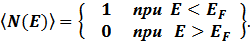 ⟨N(E)⟩ = { 1 при E < E_F
0 при E > E_F }.